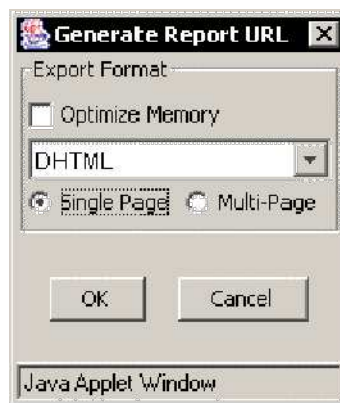 Generate Report URL
Export Format
Optimize Memory
DHTML
Single Page Multi-Page
OK Cancel
Java Applet Window